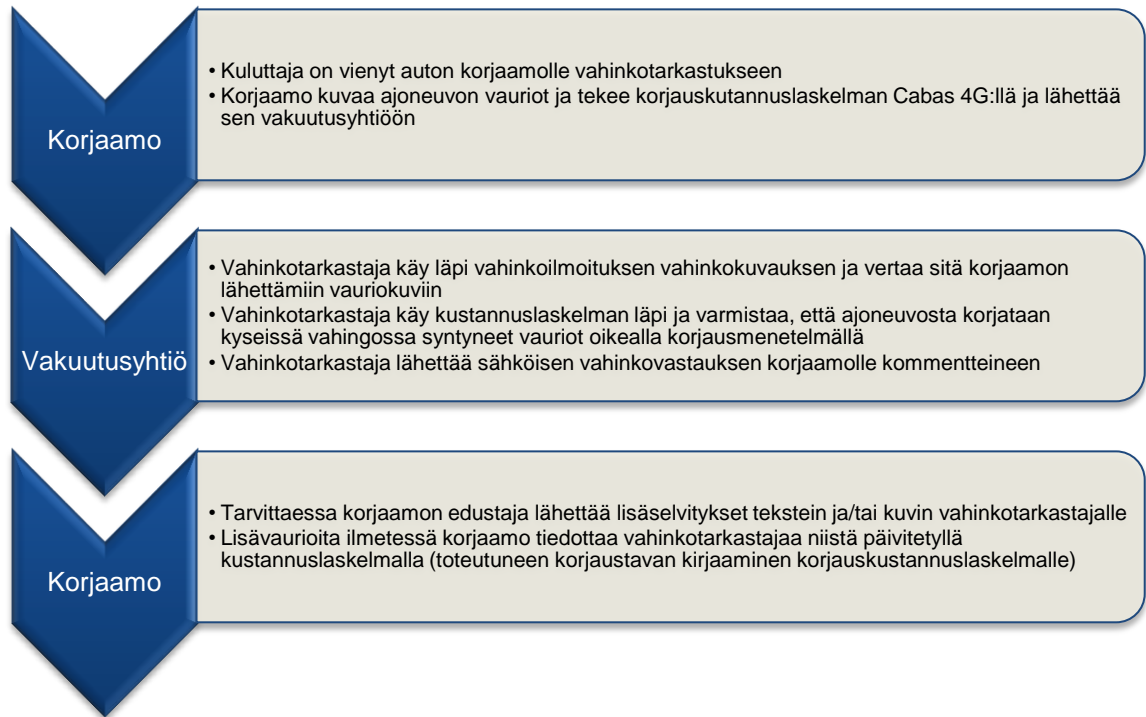 Korjaamo
• Kuluttaja on vienyt auton korjaamolle vahinkotarkastukseen
• Korjaamo kuvaa ajoneuvon vauriot ja tekee korjauskutannuslaskelman Cabas 4G:llä ja lähettää
sen vakuutusyhtiöön
Vakuutusyhtiö
• Vahinkotarkastaja käy läpi vahinkoilmoituksen vahinkokuvauksen ja vertaa sitä korjaamon
lähettämiin vauriokuviin
• Vahinkotarkastaja käy kustannuslaskelman läpi ja varmistaa, että ajoneuvosta korjataan
kyseissä vahingossa syntyneet vauriot oikealla korjausmenetelmällä
• Vahinkotarkastaja lähettää sähköisen vahinkovastauksen korjaamolle kommentteineen
Korjaamo
• Tarvittaessa korjaamon edustaja lähettää lisäselvitykset tekstein ja/tai kuvin vahinkotarkastajalle
• Lisävaurioita ilmetessä korjaamo tiedottaa vahinkotarkastajaa niistä päivitetyllä
kustannuslaskelmalla (toteutuneen korjaustavan kirjaaminen korjauskustannuslaskelmalle)